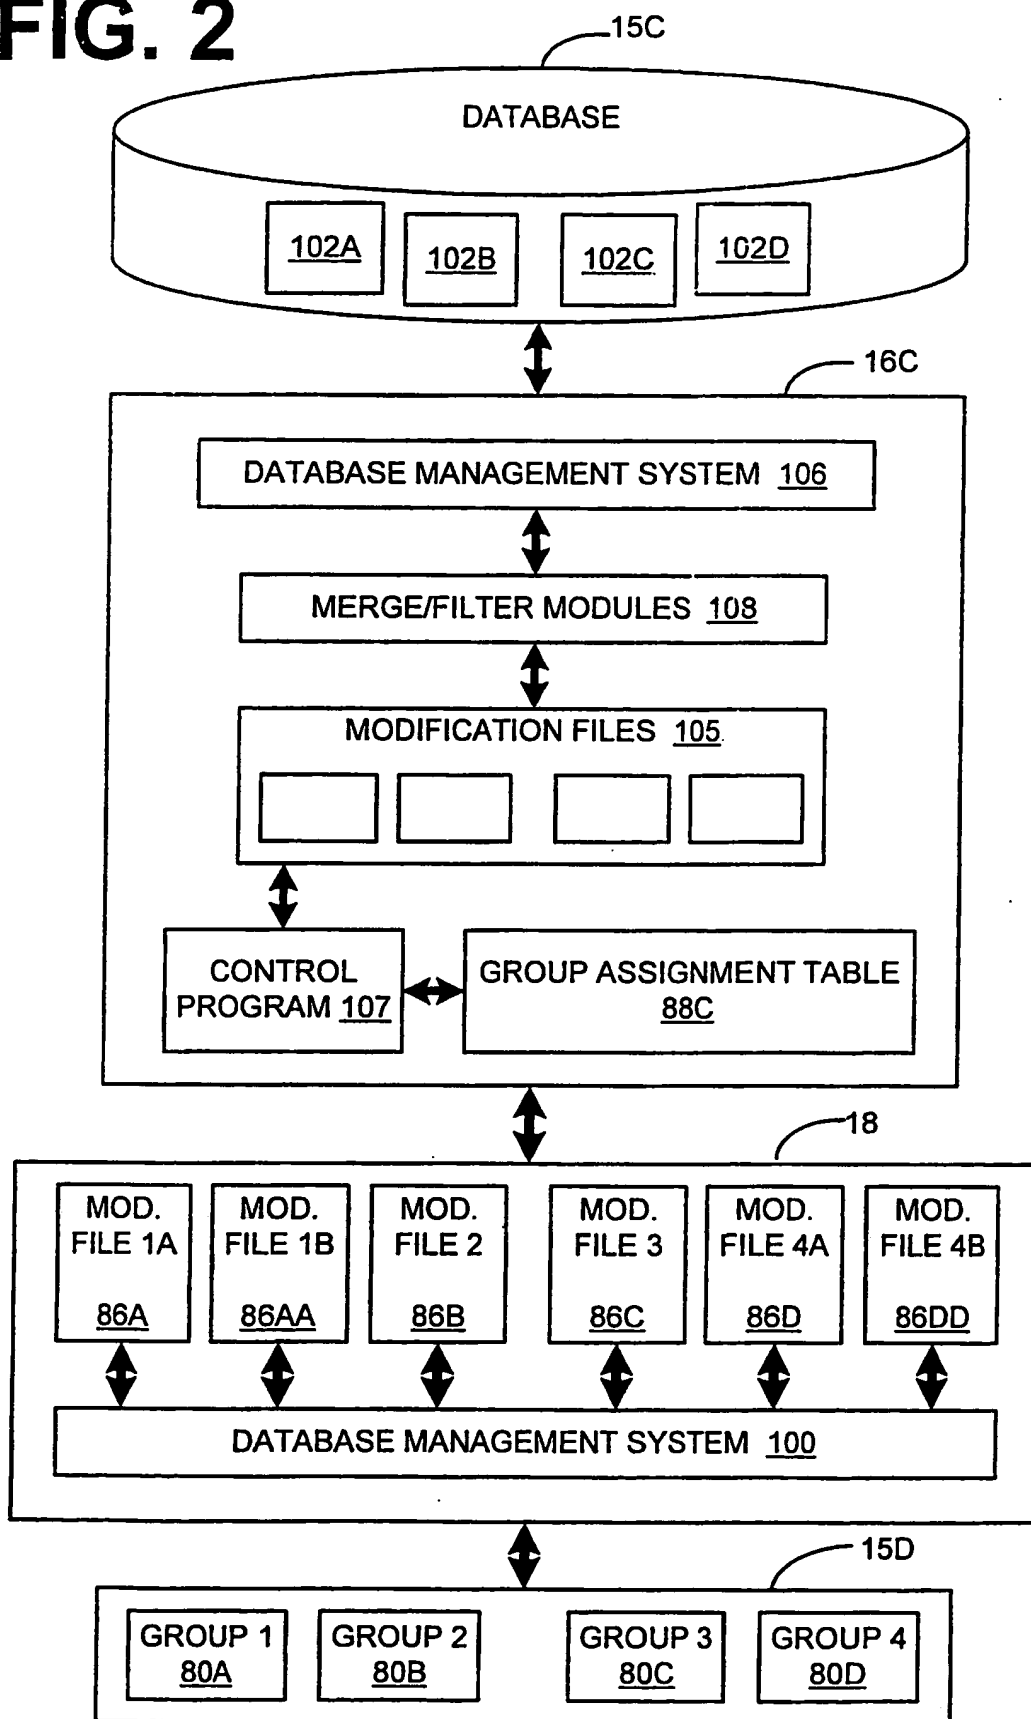 FIG. 2
15C
DATABASE
102A
102B
102C
102D
16C
DATABASE MANAGEMENT SYSTEM 106
MERGE/FILTER MODULES 108
MODIFICATION FILES 105
CONTROL
PROGRAM 107
GROUP ASSIGNMENT TABLE
88C
18
MOD.
FILE 1A
86A
MOD.
FILE 1B
86AA
MOD.
FILE 2
86B
MOD.
FILE 3
86C
MOD.
FILE 4A
86D
MOD.
FILE 4B
86DD
DATABASE MANAGEMENT SYSTEM 100
15D
GROUP 1
80A
GROUP 2
80B
GROUP 3
80C
GROUP 4
80D